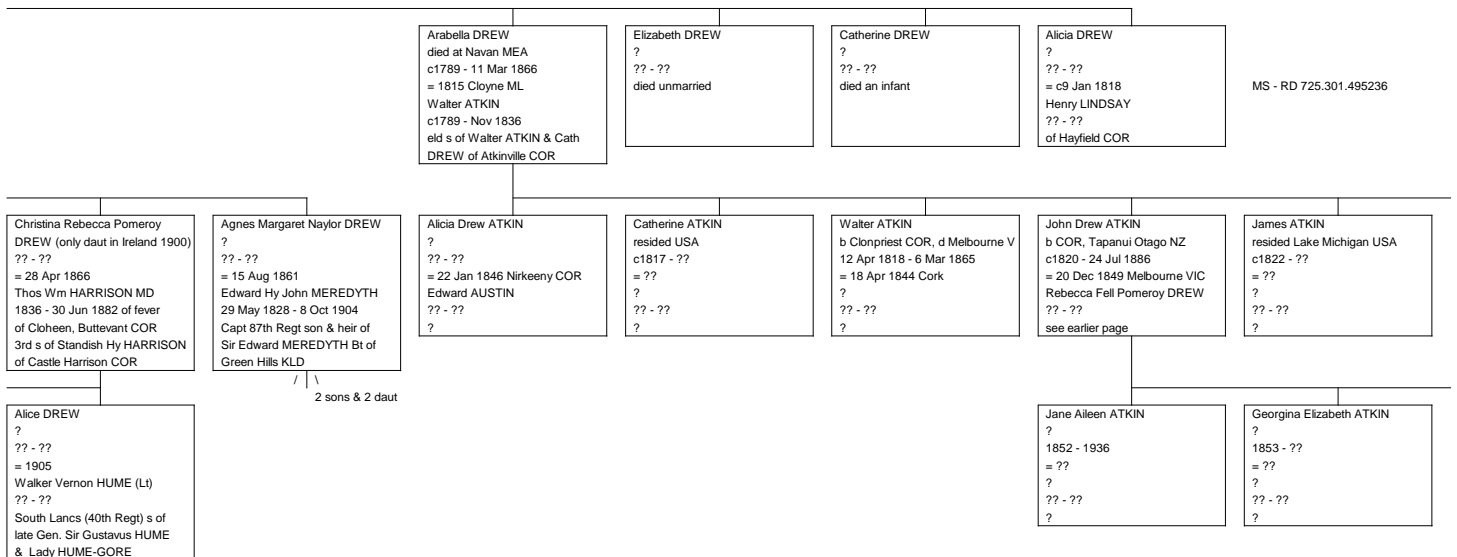 Arabella DREW
died at Navan MEA
c1789 - 11 Mar 1866
= 1815 Cloyne ML
Walter ATKIN
c1789 - Nov 1836
eld s of Walter ATKIN & Cath
DREW of Atkinville COR
Elizabeth DREW
?
?? - ??
died unmarried
Catherine DREW
?
?? - ??
died an infant
Alicia DREW
?
?? - ??
= c9 Jan 1818
Henry LINDSAY
?? - ??
of Hayfield COR
MS - RD 725.301.495236
Christina Rebecca Pomeroy
DREW (only daut in Ireland 1900)
?? - ??
= 28 Apr 1866
Thos Wm HARRISON MD
1836 - 30 Jun 1882 of fever
of Cloheen, Buttevant COR
3rd s of Standish Hy HARRISON
of Castle Harrison COR
Agnes Margaret Naylor DREW
?
?? - ??
= 15 Aug 1861
Edward Hy John MEREDYTH
29 May 1828 - 8 Oct 1904
Capt 87th Regt son & heir of
Sir Edward MEREDYTH Bt of
Green Hills KLD
/ \
2 sons & 2 daut
Alicia Drew ATKIN
?
?? - ??
= 22 Jan 1846 Nirkeeny COR
Edward AUSTIN
?? - ??
?
Catherine ATKIN
resided USA
c1817 - ??
= ??
?
?? - ??
?
Walter ATKIN
b Clonpriest COR, d Melbourne V
12 Apr 1818 - 6 Mar 1865
= 18 Apr 1844 Cork
?
?? - ??
?
John Drew ATKIN
b COR, Tapanui Otago NZ
c1820 - 24 Jul 1886
= 20 Dec 1849 Melbourne VIC
Rebecca Fell Pomeroy DREW
?? - ??
see earlier page
James ATKIN
resided Lake Michigan USA
c1822 - ??
= ??
?
?? - ??
?
Alice DREW
?
?? - ??
= 1905
Walker Vernon HUME (Lt)
?? - ??
South Lancs (40th Regt) s of
late Gen. Sir Gustavus HUME
& Lady HUME-GORE
Jane Aileen ATKIN
?
1852 - 1936
= ??
?
?? - ??
?
Georgina Elizabeth ATKIN
?
1853 - ??
= ??
?
?? - ??
?